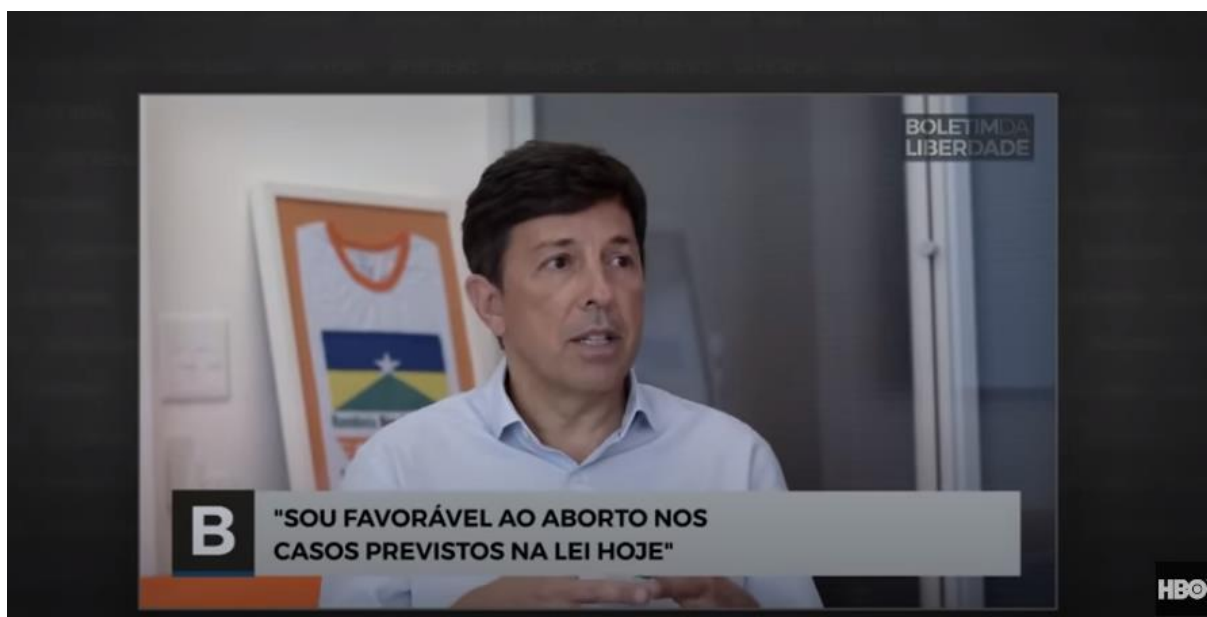 BOLETIMDA
LIBERDADE
B
"SOU FAVORÁVEL AO ABORTO NOS
CASOS PREVISTOS NA LEI HOJE"
HBO